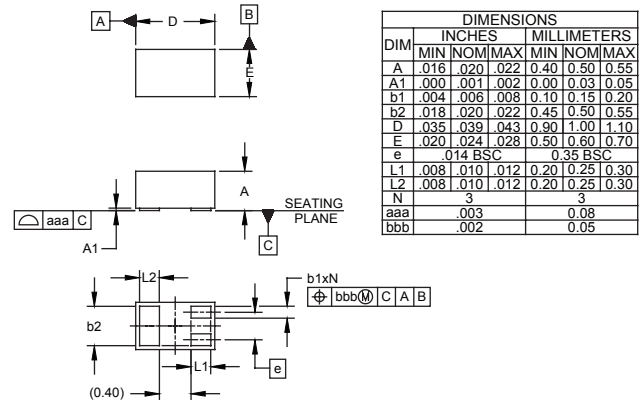 A D B
E
A
SEATING
PLANE
aaa C
A1
C
L2
b1xN
bbb M C A B
b2
L1
e
(0.40)
DIMENSIONS
DIM INCHES MILLIMETERS
MIN NOM MAX MIN NOM MAX
A .016 .020 .022 0.40 0.50 0.55
A1 .000 .001 .002 0.00 0.03 0.05
b1 .004 .006 .008 0.10 0.15 0.20
b2 .018 .020 .022 0.45 0.50 0.55
D .035 .039 .043 0.90 1.00 1.10
E .020 .024 .028 0.50 0.60 0.70
e .014 BSC 0.35 BSC
L1 .008 .010 .012 0.20 0.25 0.30
L2 .008 .010 .012 0.20 0.25 0.30
N 3 3
aaa .003 0.08
bbb .002 0.05